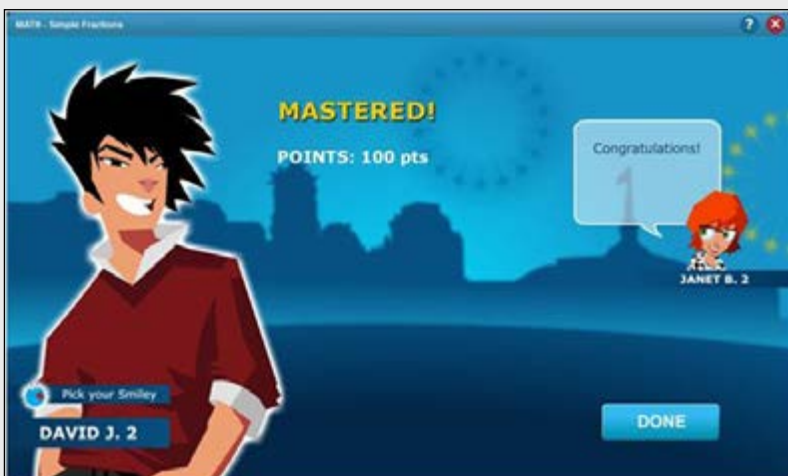 MATH - Simple Fractions
?
MASTERED!
POINTS: 100 pts
Congratulations!
JANET B. 2
Pick your Smiley
DAVID J. 2
DONE